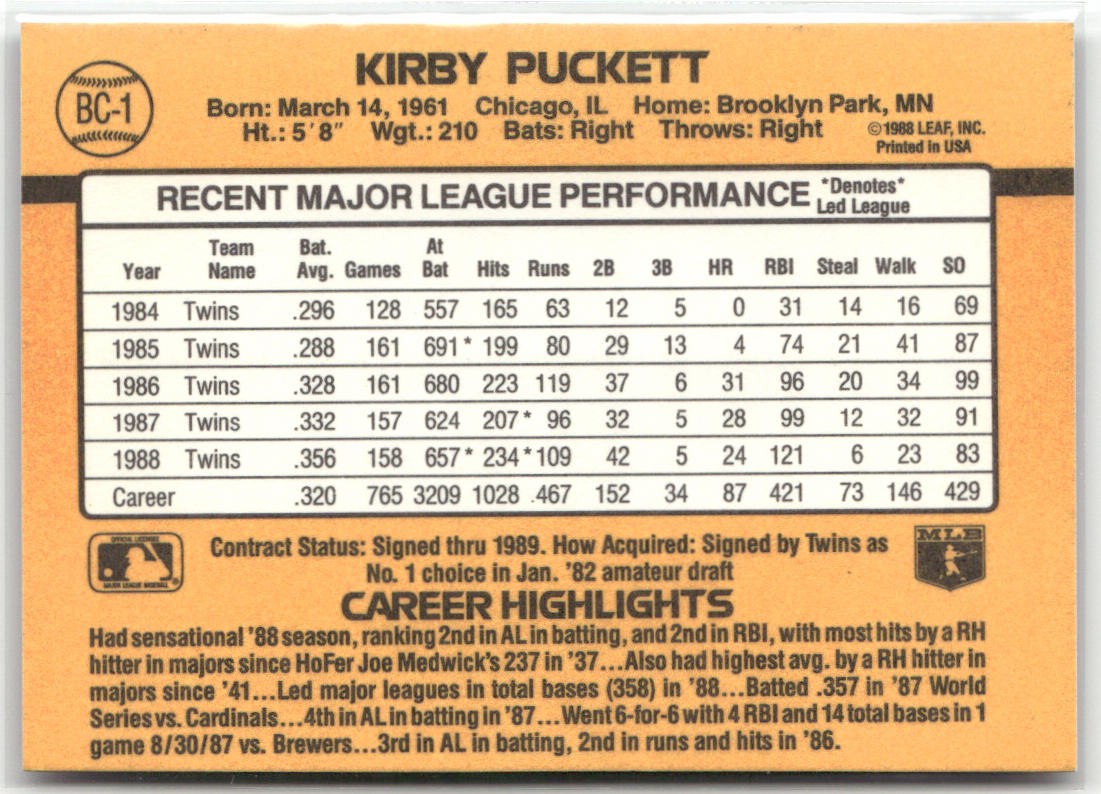 BC-1
KIRBY PUCKETT
Born: March 14, 1961 Chicago, IL Home: Brooklyn Park, MN
Ht.: 5'8" Wgt.: 210 Bats: Right Throws: Right
©1988 LEAF, INC.
Printed in USA
RECENT MAJOR LEAGUE PERFORMANCE *Denotes*
Led League
Year Team Name Bat. Avg. Games At Bat Hits Runs 2B 3B HR RBI Steal Walk SO
1984 Twins .296 128 557 165 63 12 5 0 31 14 16 69
1985 Twins .288 161 691* 199 80 29 13 4 74 21 41 87
1986 Twins .328 161 680 223 119 37 6 31 96 20 34 99
1987 Twins .332 157 624 207* 96 32 5 28 99 12 32 91
1988 Twins .356 158 657* 234* 109 42 5 24 121 6 23 83
Career .320 765 3209 1028 .467 152 34 87 421 73 146 429
OFFICIAL LICENSEE
MAJOR LEAGUE BASEBALL
®
Contract Status: Signed thru 1989. How Acquired: Signed by Twins as
No. 1 choice in Jan. '82 amateur draft
MLB
CAREER HIGHLIGHTS
Had sensational '88 season, ranking 2nd in AL in batting, and 2nd in RBI, with most hits by a RH
hitter in majors since HoFer Joe Medwick's 237 in '37...Also had highest avg. by a RH hitter in
majors since '41...Led major leagues in total bases (358) in '88...Batted .357 in '87 World
Series vs. Cardinals...4th in AL in batting in '87...Went 6-for-6 with 4 RBI and 14 total bases in 1
game 8/30/87 vs. Brewers...3rd in AL in batting, 2nd in runs and hits in '86.